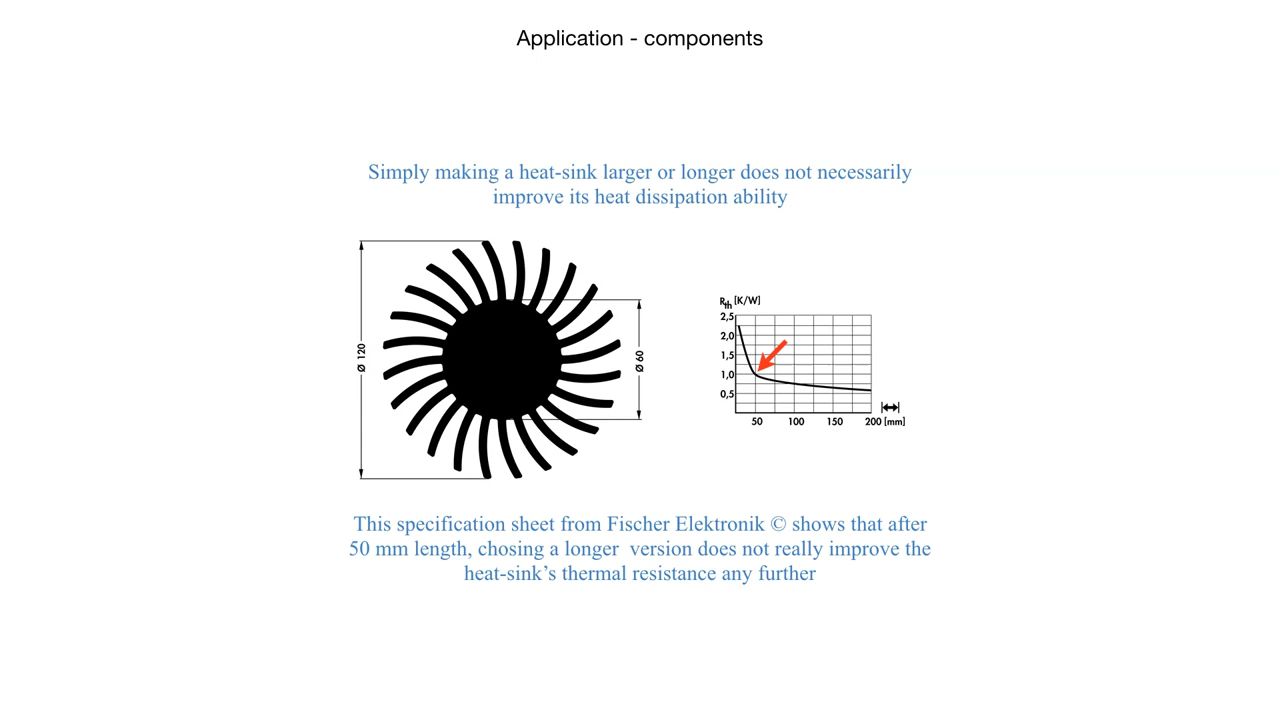 Application - components
Simply making a heat-sink larger or longer does not necessarily
improve its heat dissipation ability
Ø 120
Ø 60
Rth [K/W]
2,5
2,0
1,5
1,0
0,5
50 100 150 200 [mm]
This specification sheet from Fischer Elektronik © shows that after
50 mm length, chosing a longer  version does not really improve the
heat-sink’s thermal resistance any further